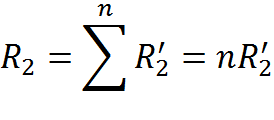 R₂ = ∑ⁿ R₂′ = nR₂′